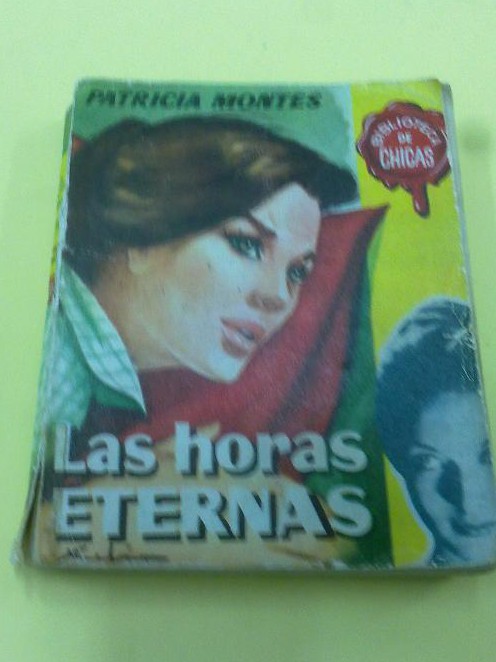 PATRICIA MONTES
BIBLIOTECA
DE
CHICAS
Las horas
ETERNAS